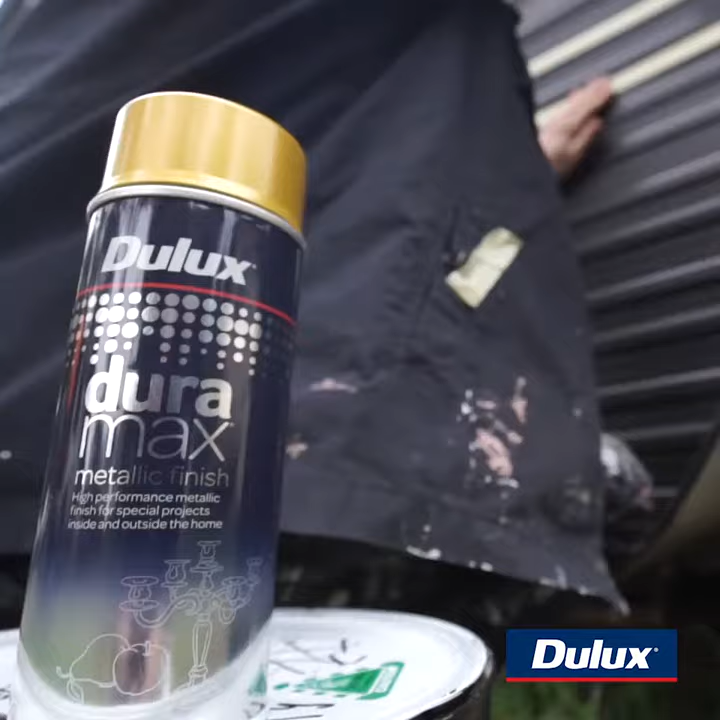 Dulux
dura
max
metallic finish
High performance metallic
finish for special projects
inside and outside the home
Dulux